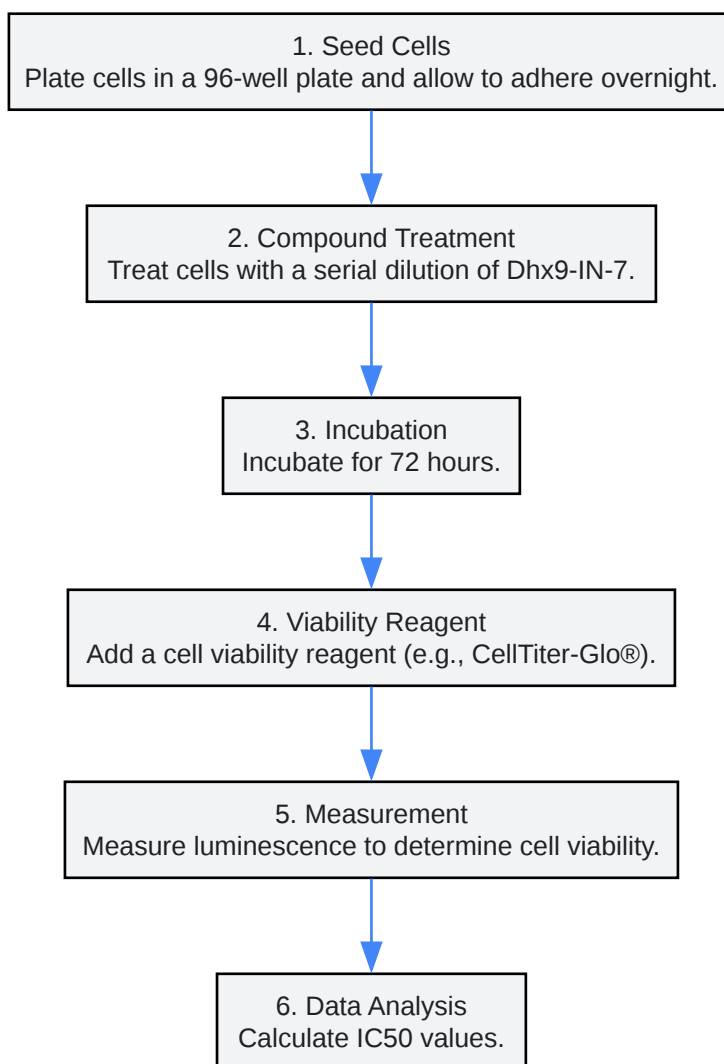 1. Seed Cells
Plate cells in a 96-well plate and allow to adhere overnight.
2. Compound Treatment
Treat cells with a serial dilution of Dhx9-IN-7.
3. Incubation
Incubate for 72 hours.
4. Viability Reagent
Add a cell viability reagent (e.g., CellTiter-Glo®).
5. Measurement
Measure luminescence to determine cell viability.
6. Data Analysis
Calculate IC50 values.